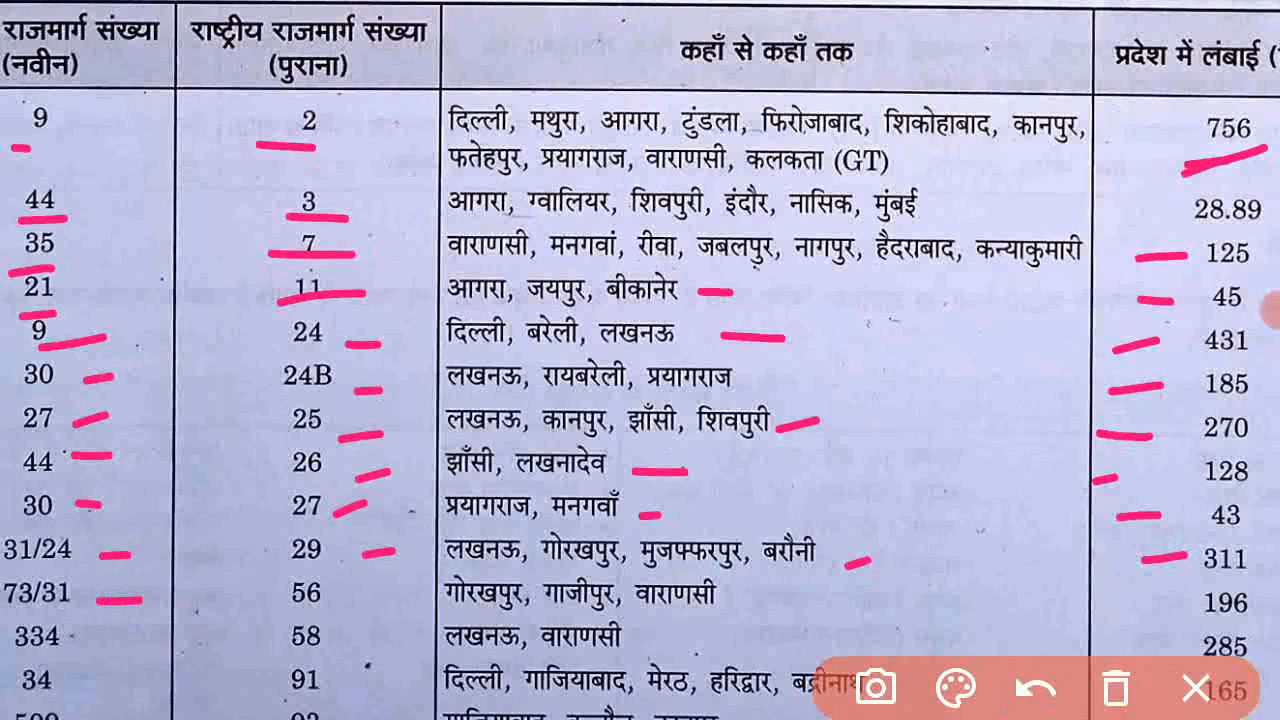 राजमार्ग संख्या राष्ट्रीय राजमार्ग संख्या कहाँ से कहाँ तक प्रदेश में लंबाई
(नवीन) (पुराना)
9 2 दिल्ली, मथुरा, आगरा, टुंडला, फिरोजाबाद, शिकोहाबाद, कानपुर, 756
फतेहपुर, प्रयागराज, वाराणसी, कलकता (GT)
44 3 आगरा, ग्वालियर, शिवपुरी, इंदौर, नासिक, मुंबई 28.89
35 7 वाराणसी, मनगवां, रीवा, जबलपुर, नागपुर, हैदराबाद, कन्याकुमारी 125
21 11 आगरा, जयपुर, बीकानेर 45
9 24 दिल्ली, बरेली, लखनऊ 431
30 24B लखनऊ, रायबरेली, प्रयागराज 185
27 25 लखनऊ, कानपुर, झाँसी, शिवपुरी 270
44 26 झाँसी, लखनादेव 128
30 27 प्रयागराज, मनगवाँ 43
31/24 29 लखनऊ, गोरखपुर, मुजफ्फरपुर, बरौनी 311
73/31 56 गोरखपुर, गाजीपुर, वाराणसी 196
334 58 लखनऊ, वाराणसी 285
34 91 दिल्ली, गाजियाबाद, मेरठ, हरिद्वार, बद्रीनाथ 165